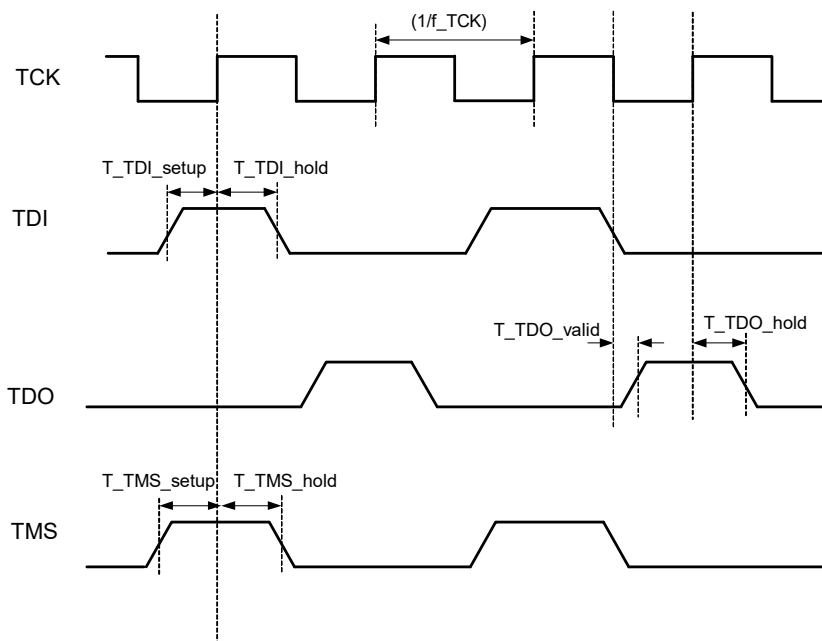 (1/f_TCK)
TCK
T_TDI_setup T_TDI_hold
TDI
T_TDO_valid T_TDO_hold
TDO
T_TMS_setup T_TMS_hold
TMS